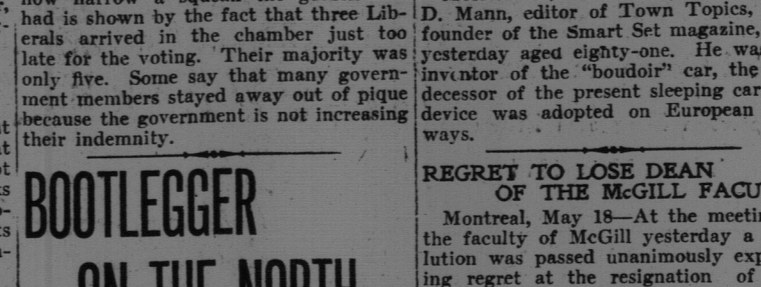 had is shown by the fact that three Lib-
erals arrived in the chamber just too
late for the voting. Their majority was
only five. Some say that many govern-
ment members stayed away out of pique
because the government is not increasing
their indemnity.
BOOTLEGGER
ON THE NORTH
D. Mann, editor of Town Topics,
founder of the Smart Set magazine,
yesterday aged eighty-one. He wa
inventor of the "boudoir" car, the
decessor of the present sleeping car
device was adopted on European
ways.
REGRET TO LOSE DEAN
OF THE McGILL FACU
Montreal, May 18—At the meeti
the faculty of McGill yesterday a
lution was passed unanimously exp
ing regret at the resignation of